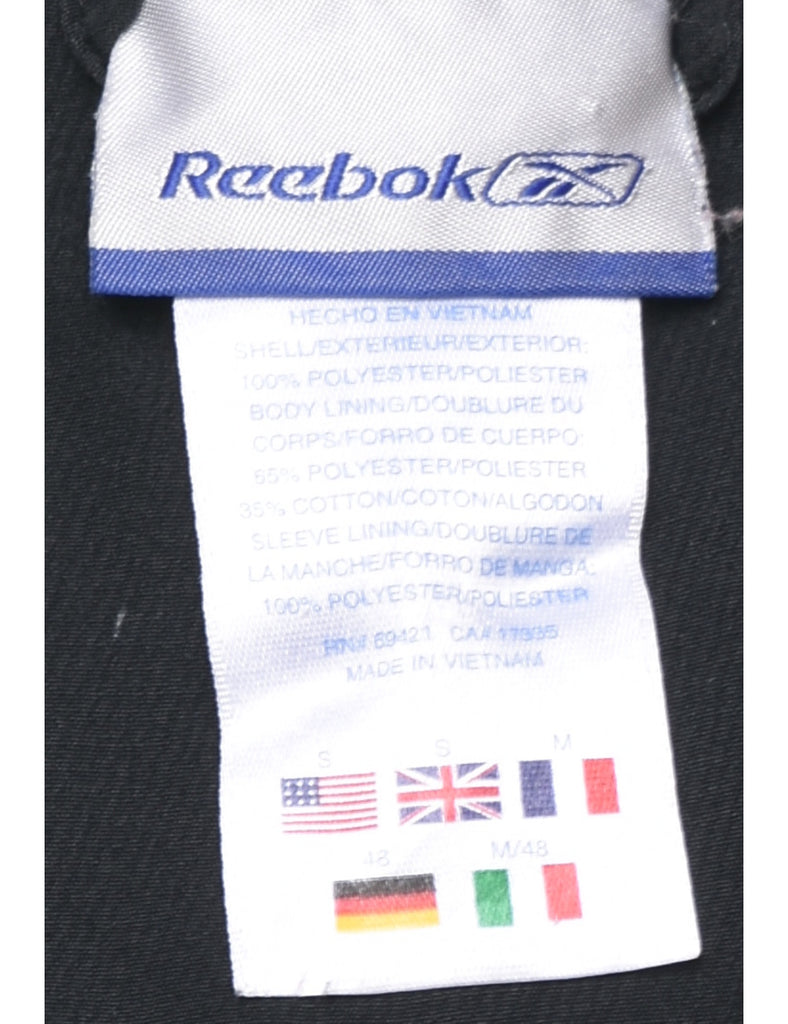 Reebok
HECHO EN VIETNAM
SHELL/EXTERIEUR/EXTERIOR:
100% POLYESTER/POLIESTER
BODY LINING/DOUBLURE DU
CORPS/FORRO DE CUERPO:
65% POLYESTER/POLIESTER
35% COTTON/COTON/ALGODON
SLEEVE LINING/DOUBLURE DE
LA MANCHE/FORRO DE MANGA:
100% POLYESTER/POLIESTER
RN# 69421 CA# 17995
MADE IN VIETNAM
S S M
48 M/48